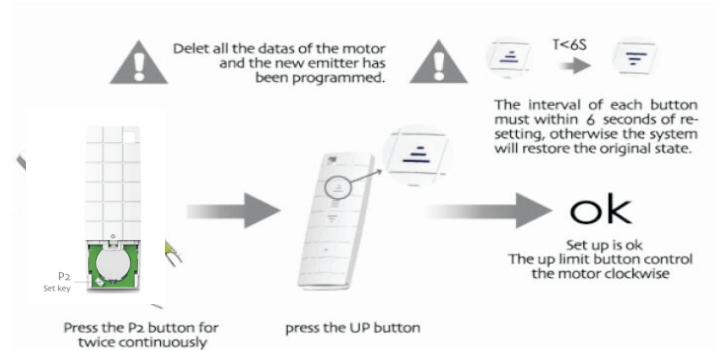 Delet all the datas of the motor
and the new emitter has
been programmed.
T<6S
The interval of each button
must within 6 seconds of re-
setting, otherwise the system
will restore the original state.
P2
Set key
ok
Set up is ok
The up limit button control
the motor clockwise
Press the P2 button for
twice continuously
press the UP button